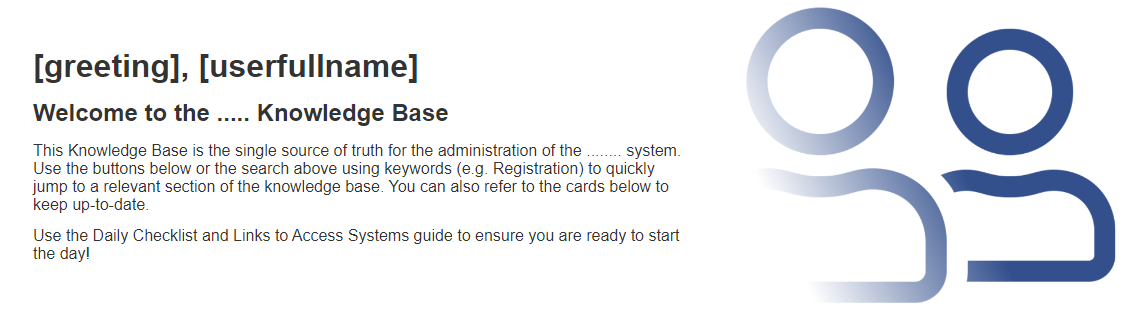 [greeting], [userfullname]
Welcome to the ..... Knowledge Base
This Knowledge Base is the single source of truth for the administration of the ........ system.
Use the buttons below or the search above using keywords (e.g. Registration) to quickly
jump to a relevant section of the knowledge base. You can also refer to the cards below to
keep up-to-date.
Use the Daily Checklist and Links to Access Systems guide to ensure you are ready to start
the day!